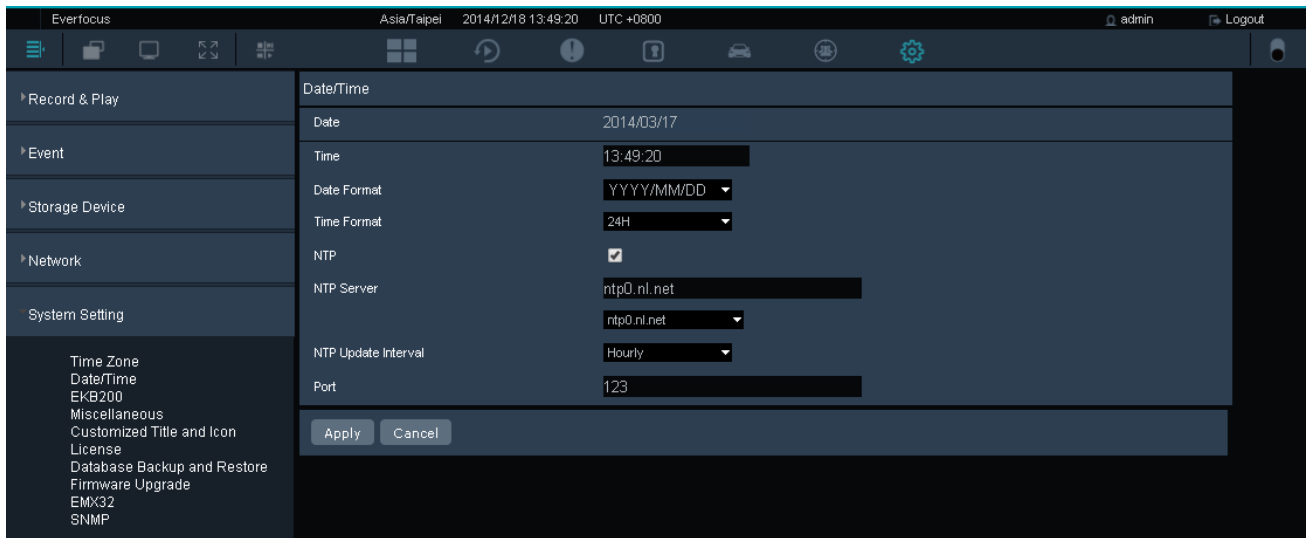 Everfocus Asia/Taipei 2014/12/18 13:49:20 UTC +0800 admin Logout
Record & Play
Event
Storage Device
Network
System Setting
Time Zone
Date/Time
EKB200
Miscellaneous
Customized Title and Icon
License
Database Backup and Restore
Firmware Upgrade
EMX32
SNMP
Date/Time
Date 2014/03/17
Time 13:49:20
Date Format YYYY/MM/DD
Time Format 24H
NTP
NTP Server ntp0.nl.net
ntp0.nl.net
NTP Update Interval Hourly
Port 123
Apply Cancel